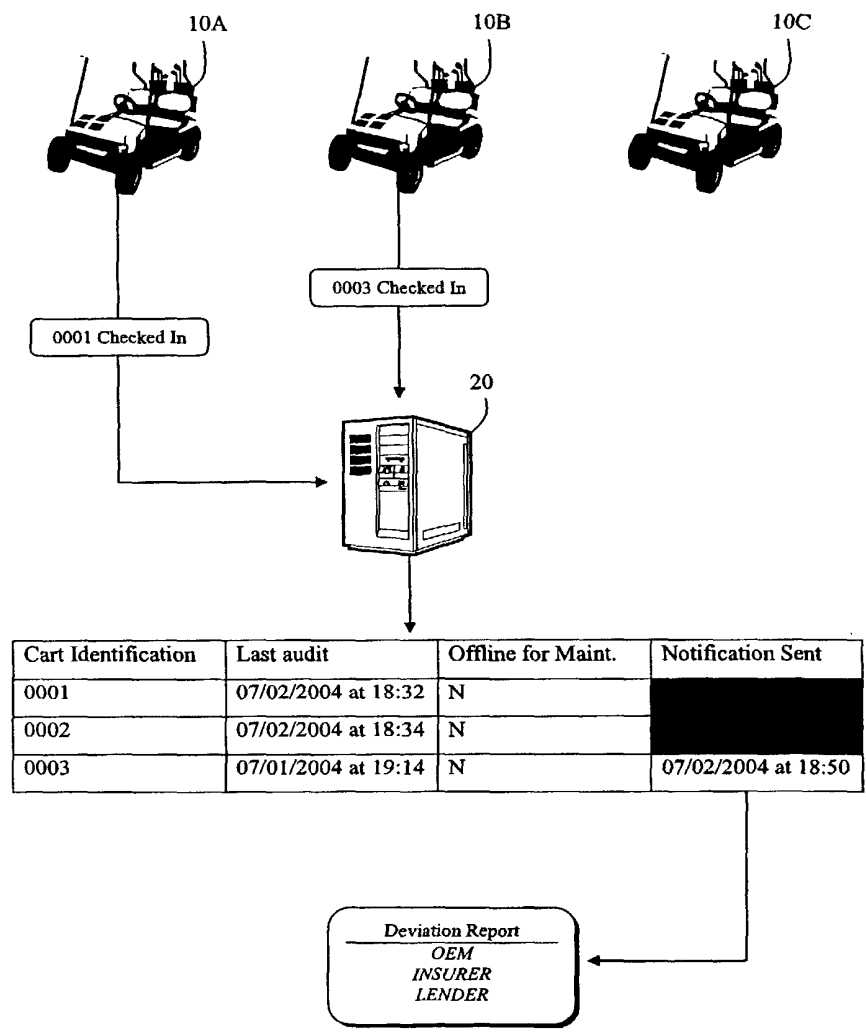 10A
10B
10C
0003 Checked In
0001 Checked In
20
Cart Identification Last audit Offline for Maint. Notification Sent
0001 07/02/2004 at 18:32 N
0002 07/02/2004 at 18:34 N
0003 07/01/2004 at 19:14 N 07/02/2004 at 18:50
Deviation Report
OEM
INSURER
LENDER